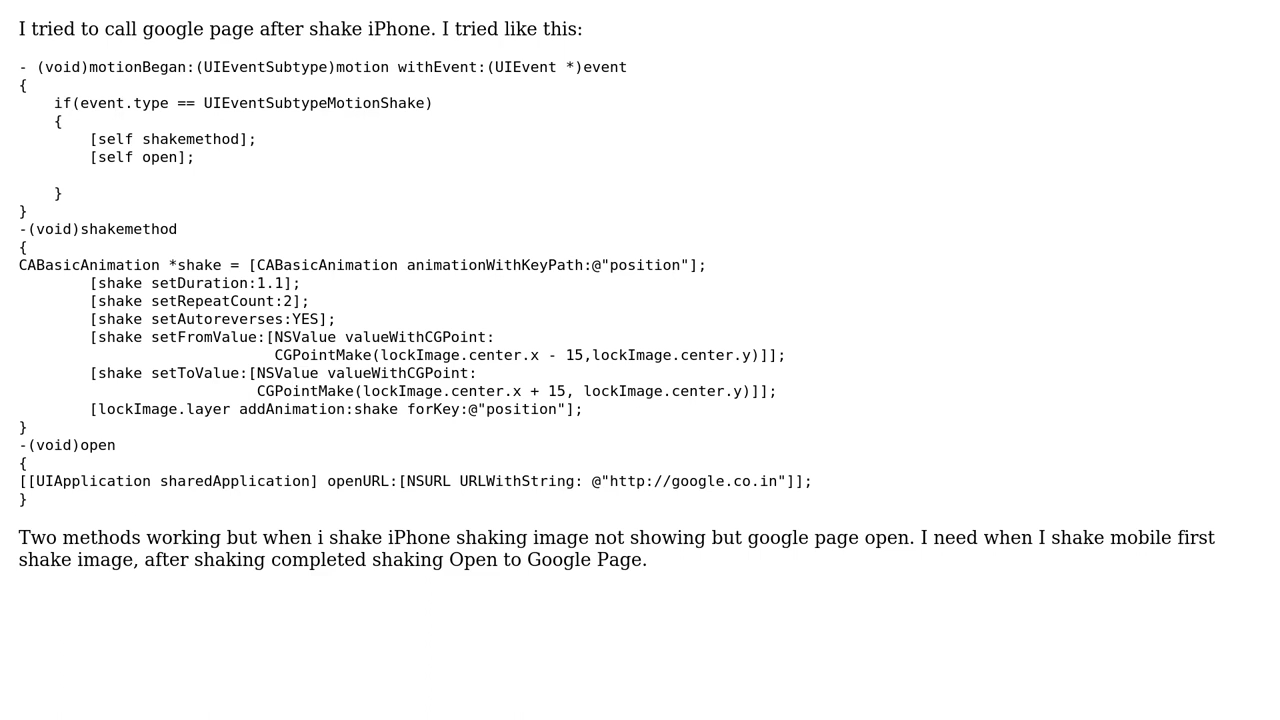 I tried to call google page after shake iPhone. I tried like this:
- (void)motionBegan:(UIEventSubtype)motion withEvent:(UIEvent *)event
{
    if(event.type == UIEventSubtypeMotionShake)
    {
        [self shakemethod];
        [self open];
    }
}
-(void)shakemethod
{
CABasicAnimation *shake = [CABasicAnimation animationWithKeyPath:@"position"];
        [shake setDuration:1.1];
        [shake setRepeatCount:2];
        [shake setAutoreverses:YES];
        [shake setFromValue:[NSValue valueWithCGPoint:
                             CGPointMake(lockImage.center.x - 15,lockImage.center.y)]];
        [shake setToValue:[NSValue valueWithCGPoint:
                           CGPointMake(lockImage.center.x + 15, lockImage.center.y)]];
        [lockImage.layer addAnimation:shake forKey:@"position"];
}
-(void)open
{
[[UIApplication sharedApplication] openURL:[NSURL URLWithString: @"http://google.co.in"]];
}
Two methods working but when i shake iPhone shaking image not showing but google page open. I need when I shake mobile first
shake image, after shaking completed shaking Open to Google Page.